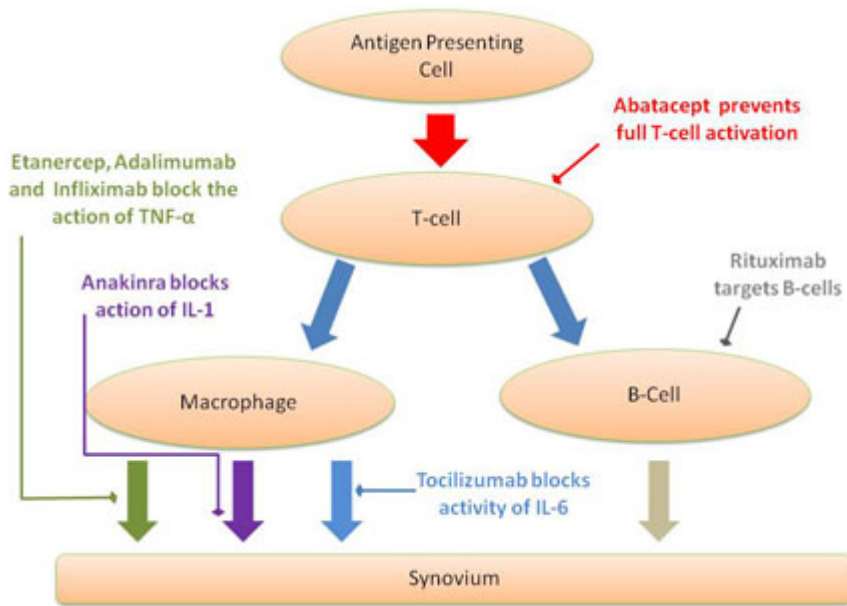 Antigen Presenting
Cell
Abatacept prevents
full T-cell activation
Etanercep, Adalimumab
and Infliximab block the
action of TNF-α
T-cell
Anakinra blocks
action of IL-1
Rituximab
targets B-cells
Macrophage
B-Cell
Tocilizumab blocks
activity of IL-6
Synovium